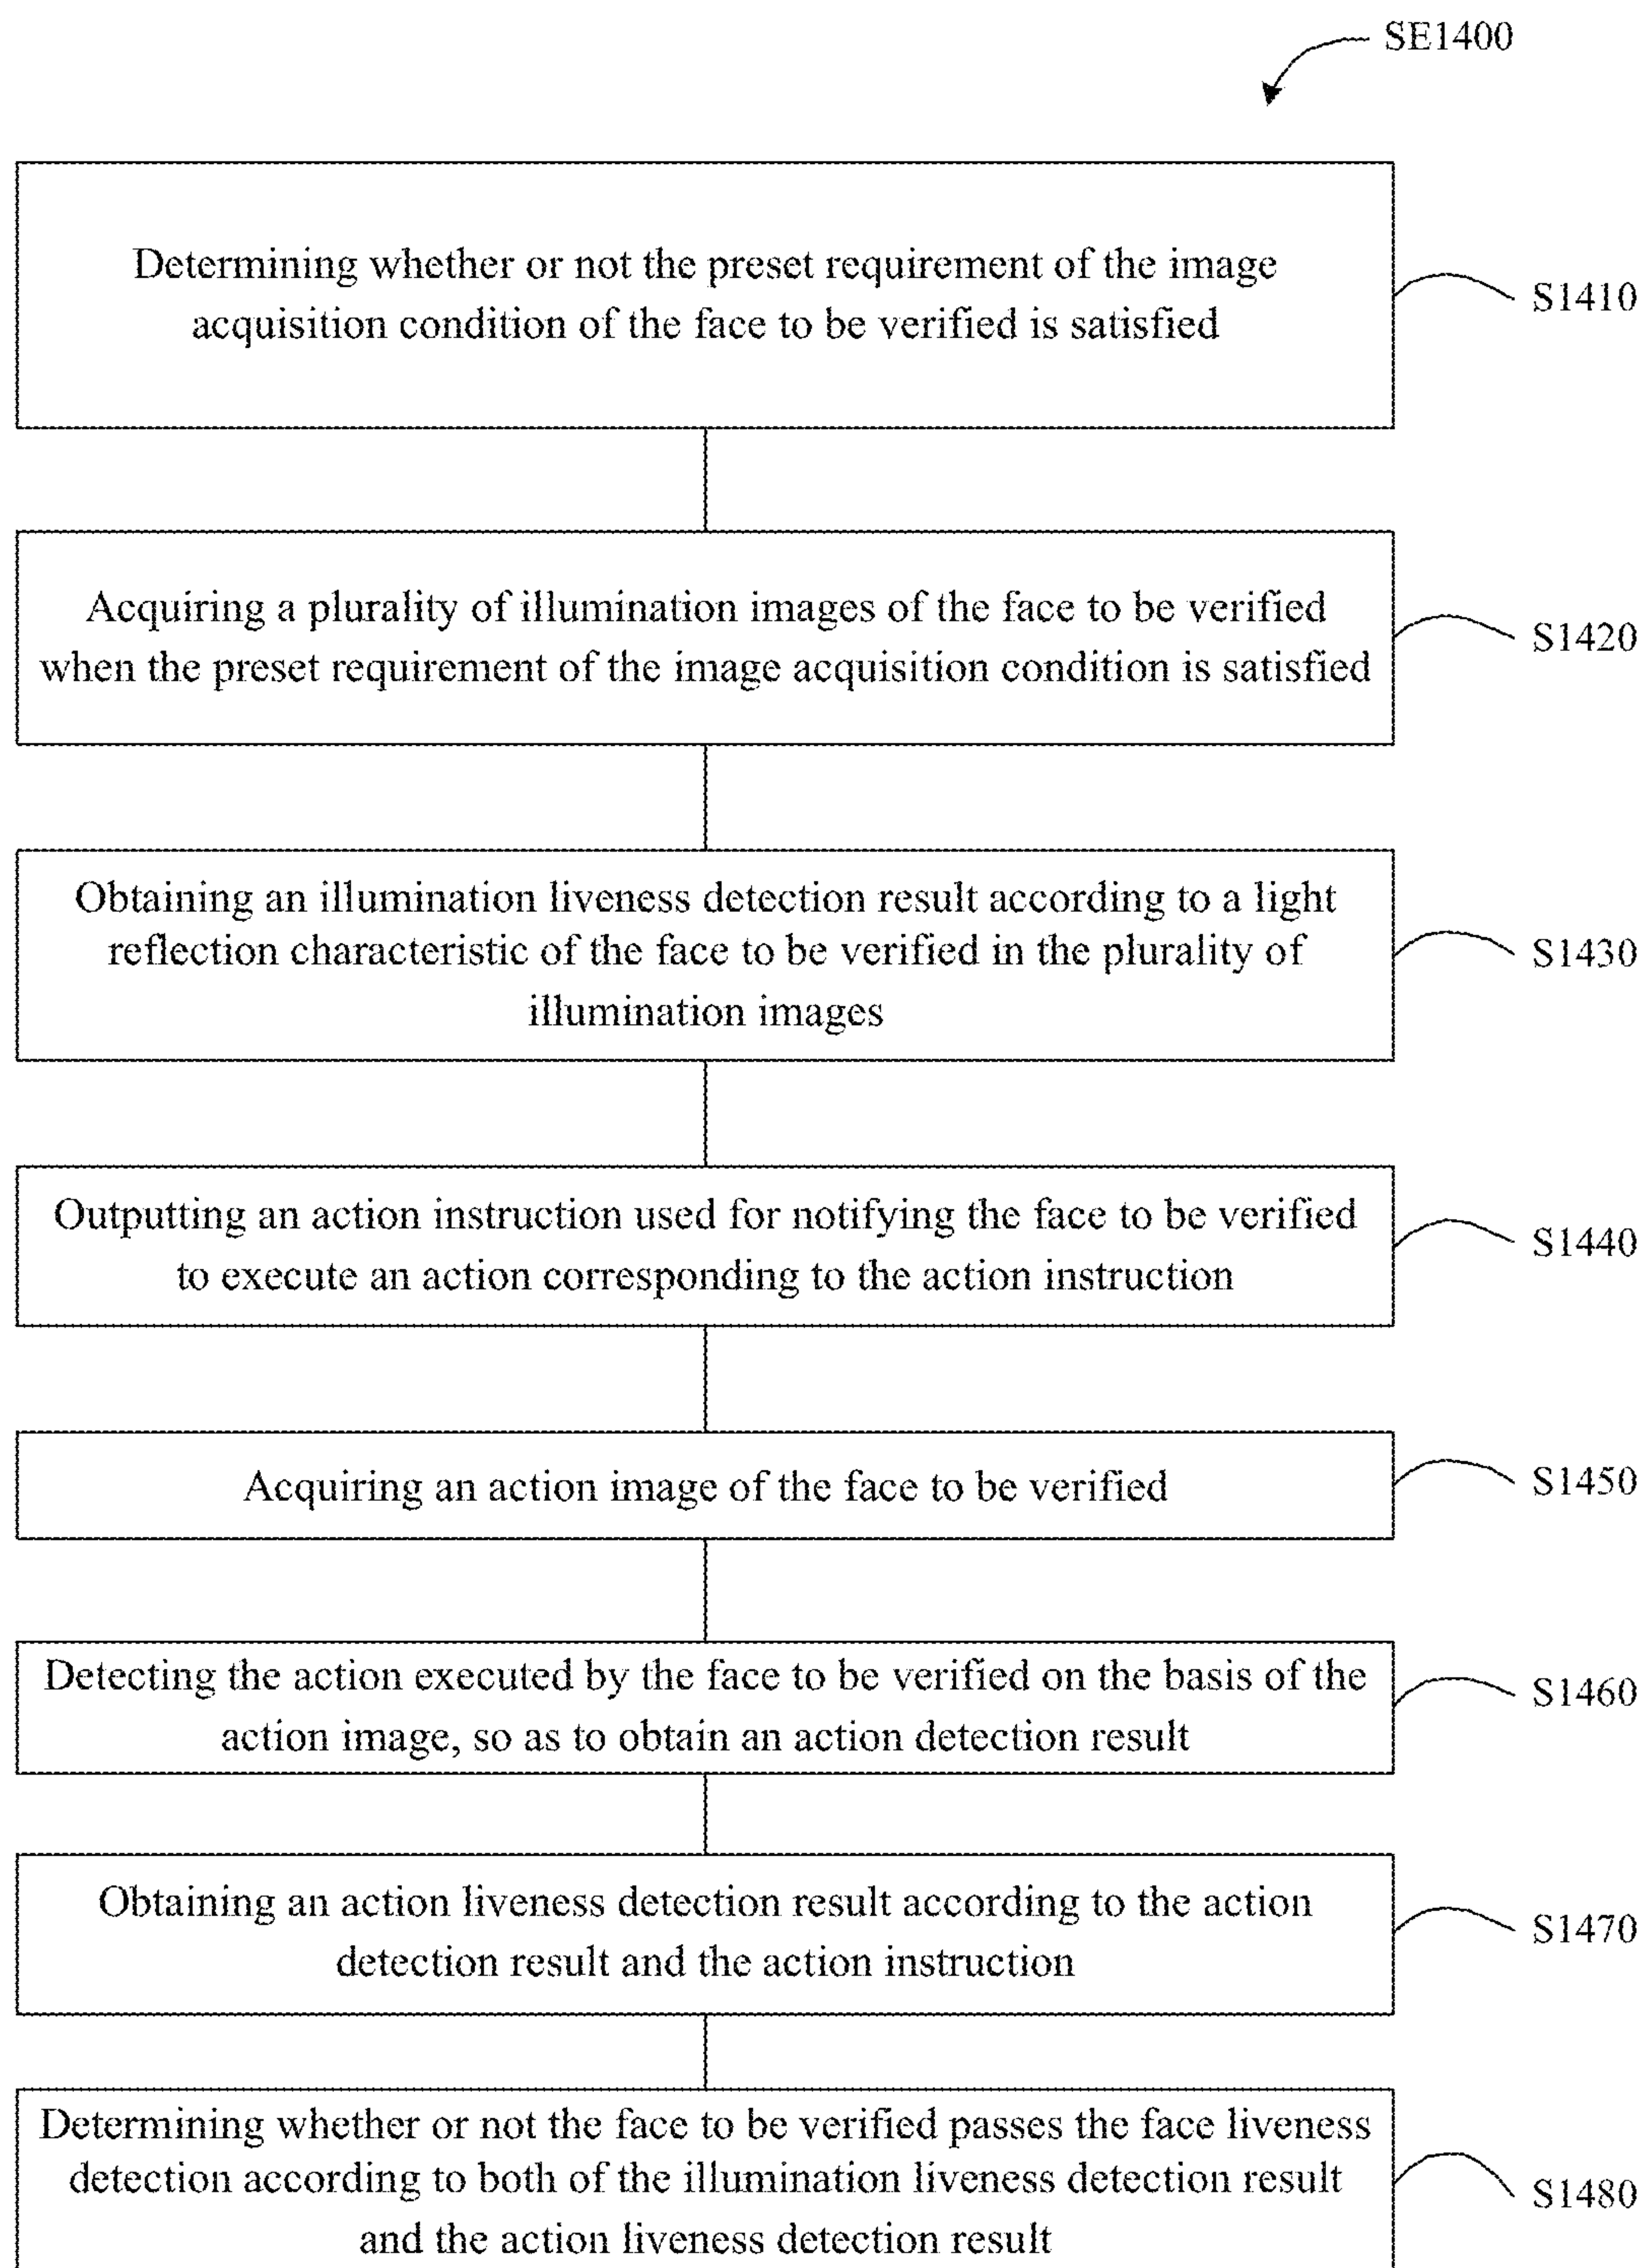 SE1400
Determining whether or not the preset requirement of the image
acquisition condition of the face to be verified is satisfied
S1410
Acquiring a plurality of illumination images of the face to be verified
when the preset requirement of the image acquisition condition is satisfied
S1420
Obtaining an illumination liveness detection result according to a light
reflection characteristic of the face to be verified in the plurality of
illumination images
S1430
Outputting an action instruction used for notifying the face to be verified
to execute an action corresponding to the action instruction
S1440
Acquiring an action image of the face to be verified
S1450
Detecting the action executed by the face to be verified on the basis of the
action image, so as to obtain an action detection result
S1460
Obtaining an action liveness detection result according to the action
detection result and the action instruction
S1470
Determining whether or not the face to be verified passes the face liveness
detection according to both of the illumination liveness detection result
and the action liveness detection result
S1480